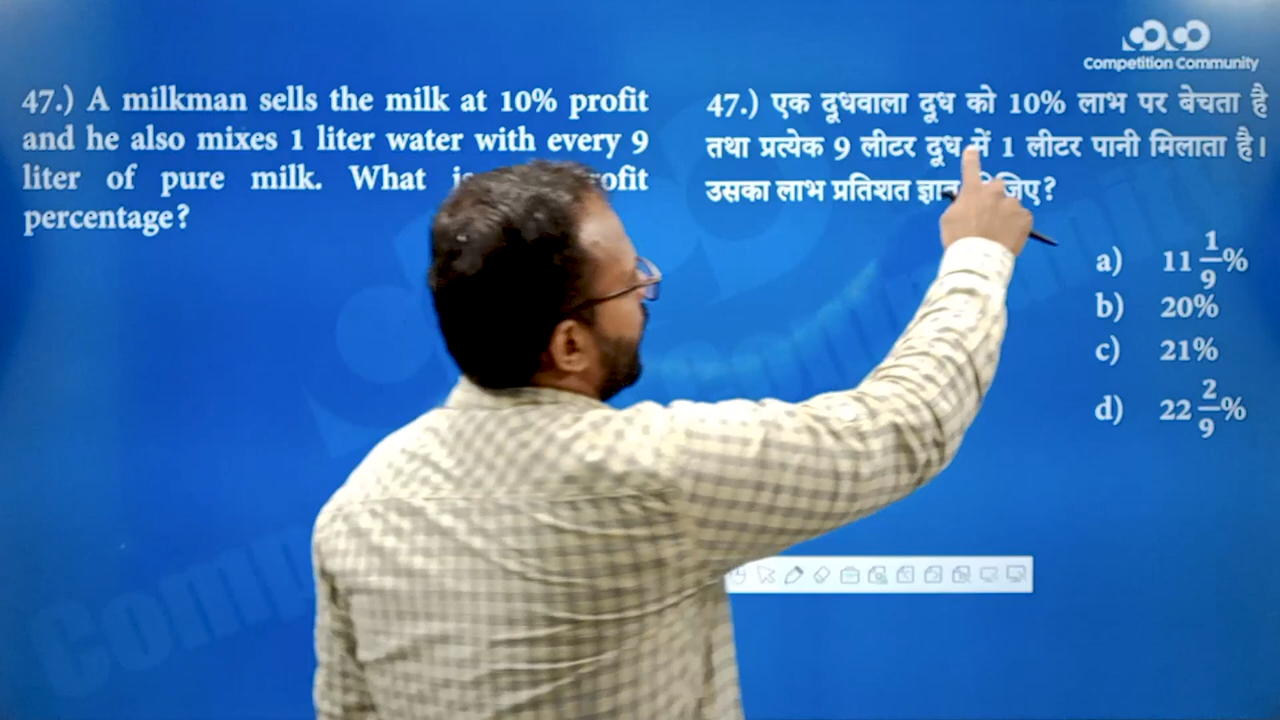 Competition Community
47.) A milkman sells the milk at 10% profit
and he also mixes 1 liter water with every 9
liter of pure milk. What
percentage?
47.) एक दूधवाला दूध को 10% लाभ पर बेचता है
तथा प्रत्येक 9 लीटर दूध में 1 लीटर पानी मिलाता है।
उसका लाभ प्रतिशत
a) 11 1/9%
b) 20%
c) 21%
d) 22 2/9%